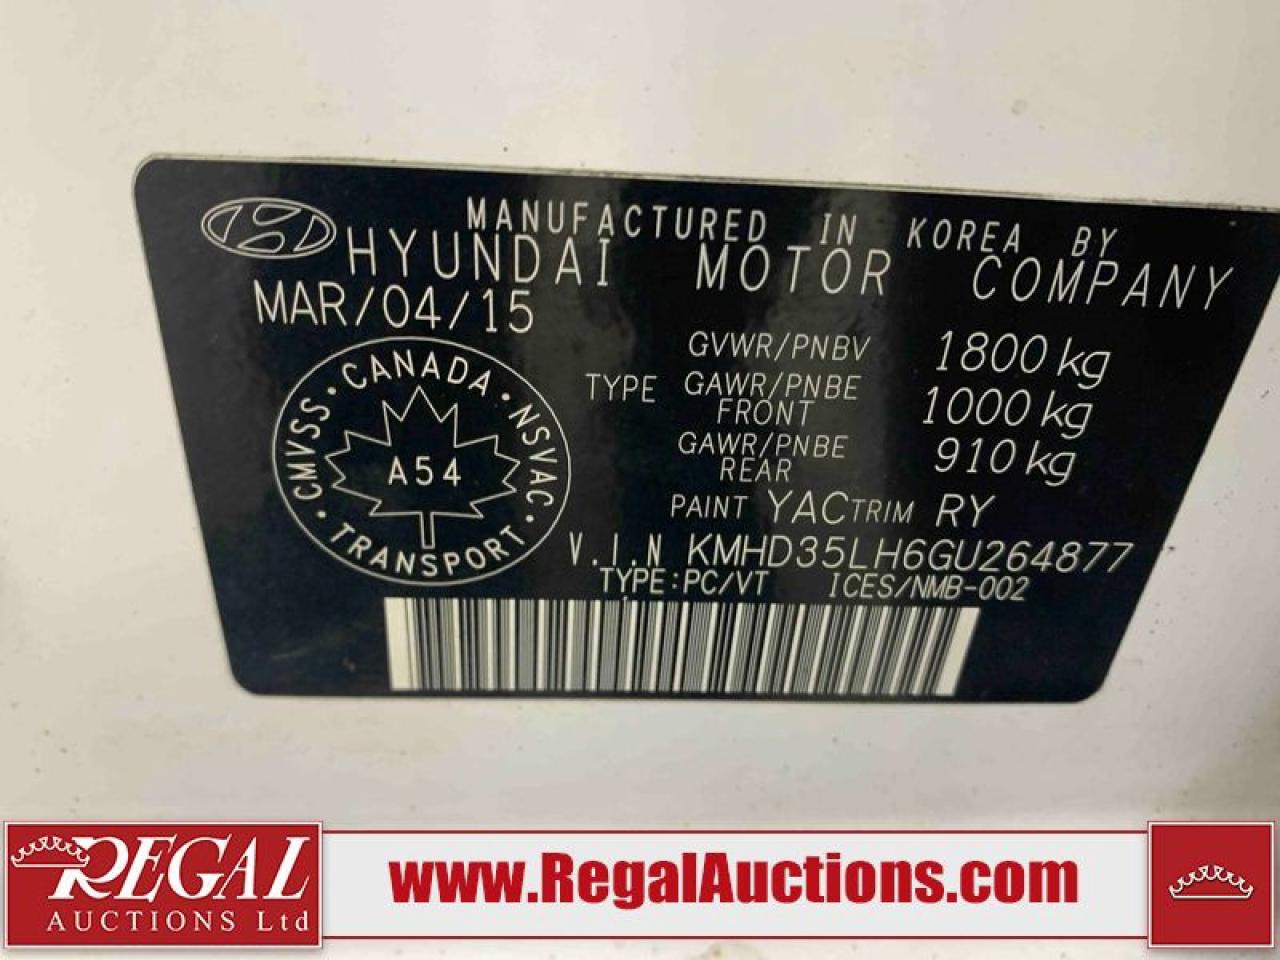 MANUFACTURED IN KOREA BY
HYUNDAI MOTOR COMPANY
MAR/04/15
GVWR/PNBV 1800 kg
TYPE GAWR/PNBE FRONT 1000 kg
GAWR/PNBE REAR 910 kg
· CANADA · NSVAC · TRANSPORT · CMVSS
A54
PAINT YAC TRIM RY
V.I.N KMHD35LH6GU264877
TYPE:PC/VT ICES/NMB-002
REGAL
AUCTIONS Ltd
www.RegalAuctions.com